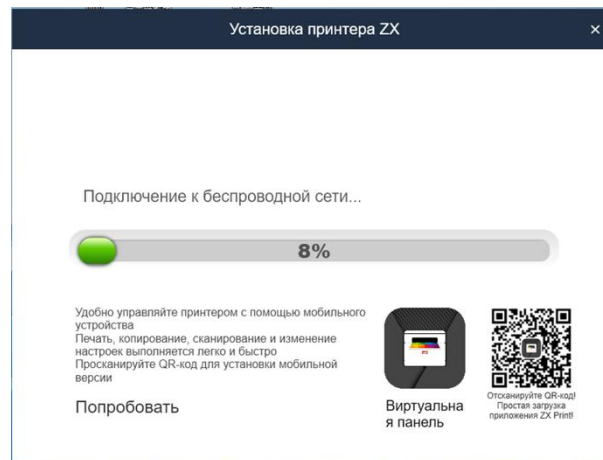 Установка принтера ZX
Подключение к беспроводной сети...
8%
Удобно управляйте принтером с помощью мобильного
устройства
Печать, копирование, сканирование и изменение
настроек выполняется легко и быстро
Просканируйте QR-код для установки мобильной
версии
Попробовать
Виртуальна
я панель
Отсканируйте QR-код!
Простая загрузка
приложения ZX Print!